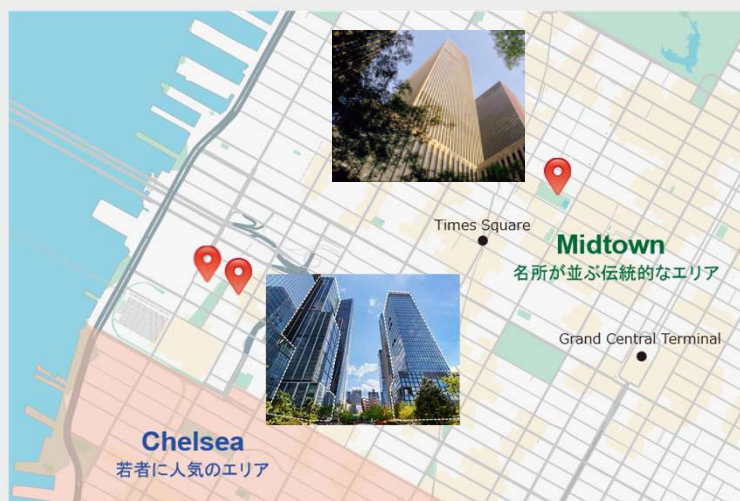 Times Square
Midtown
名所が並ぶ伝統的なエリア
Grand Central Terminal
Chelsea
若者に人気のエリア